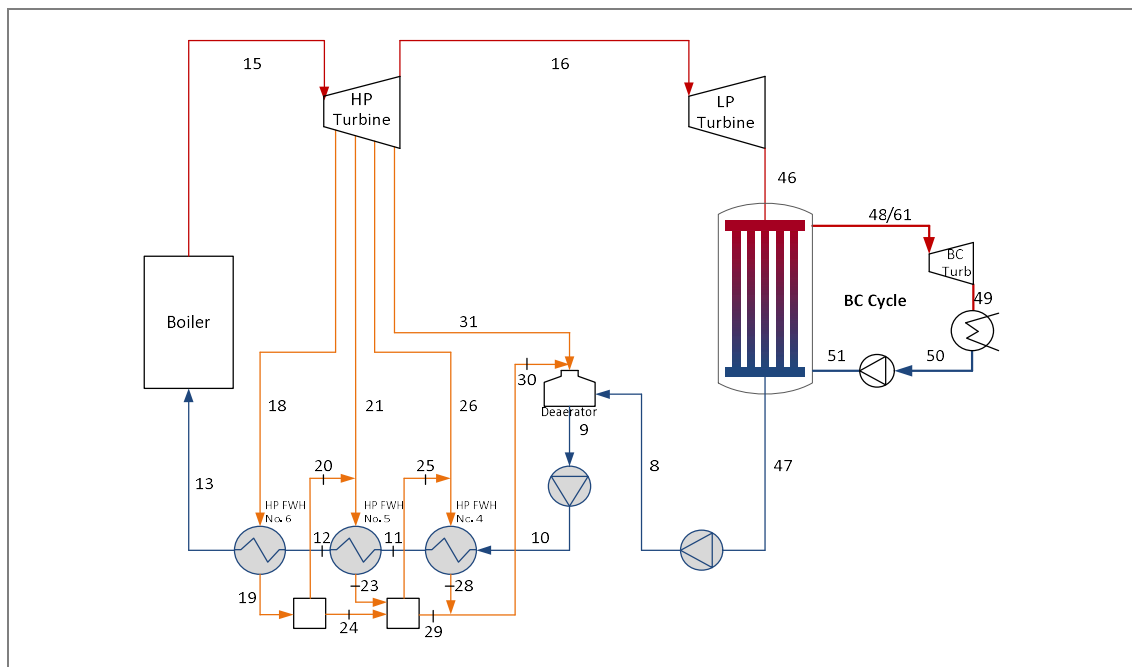 15
16
HP
Turbine
LP
Turbine
46
48/61
BC
Turb
49
BC Cycle
Boiler
31
51
50
30
Deaerator
18
21
26
9
8
47
20
25
13
HP FWH
No. 6
HP FWH
No. 5
HP FWH
Nc. 4
12
11
10
19
23
28
24
29